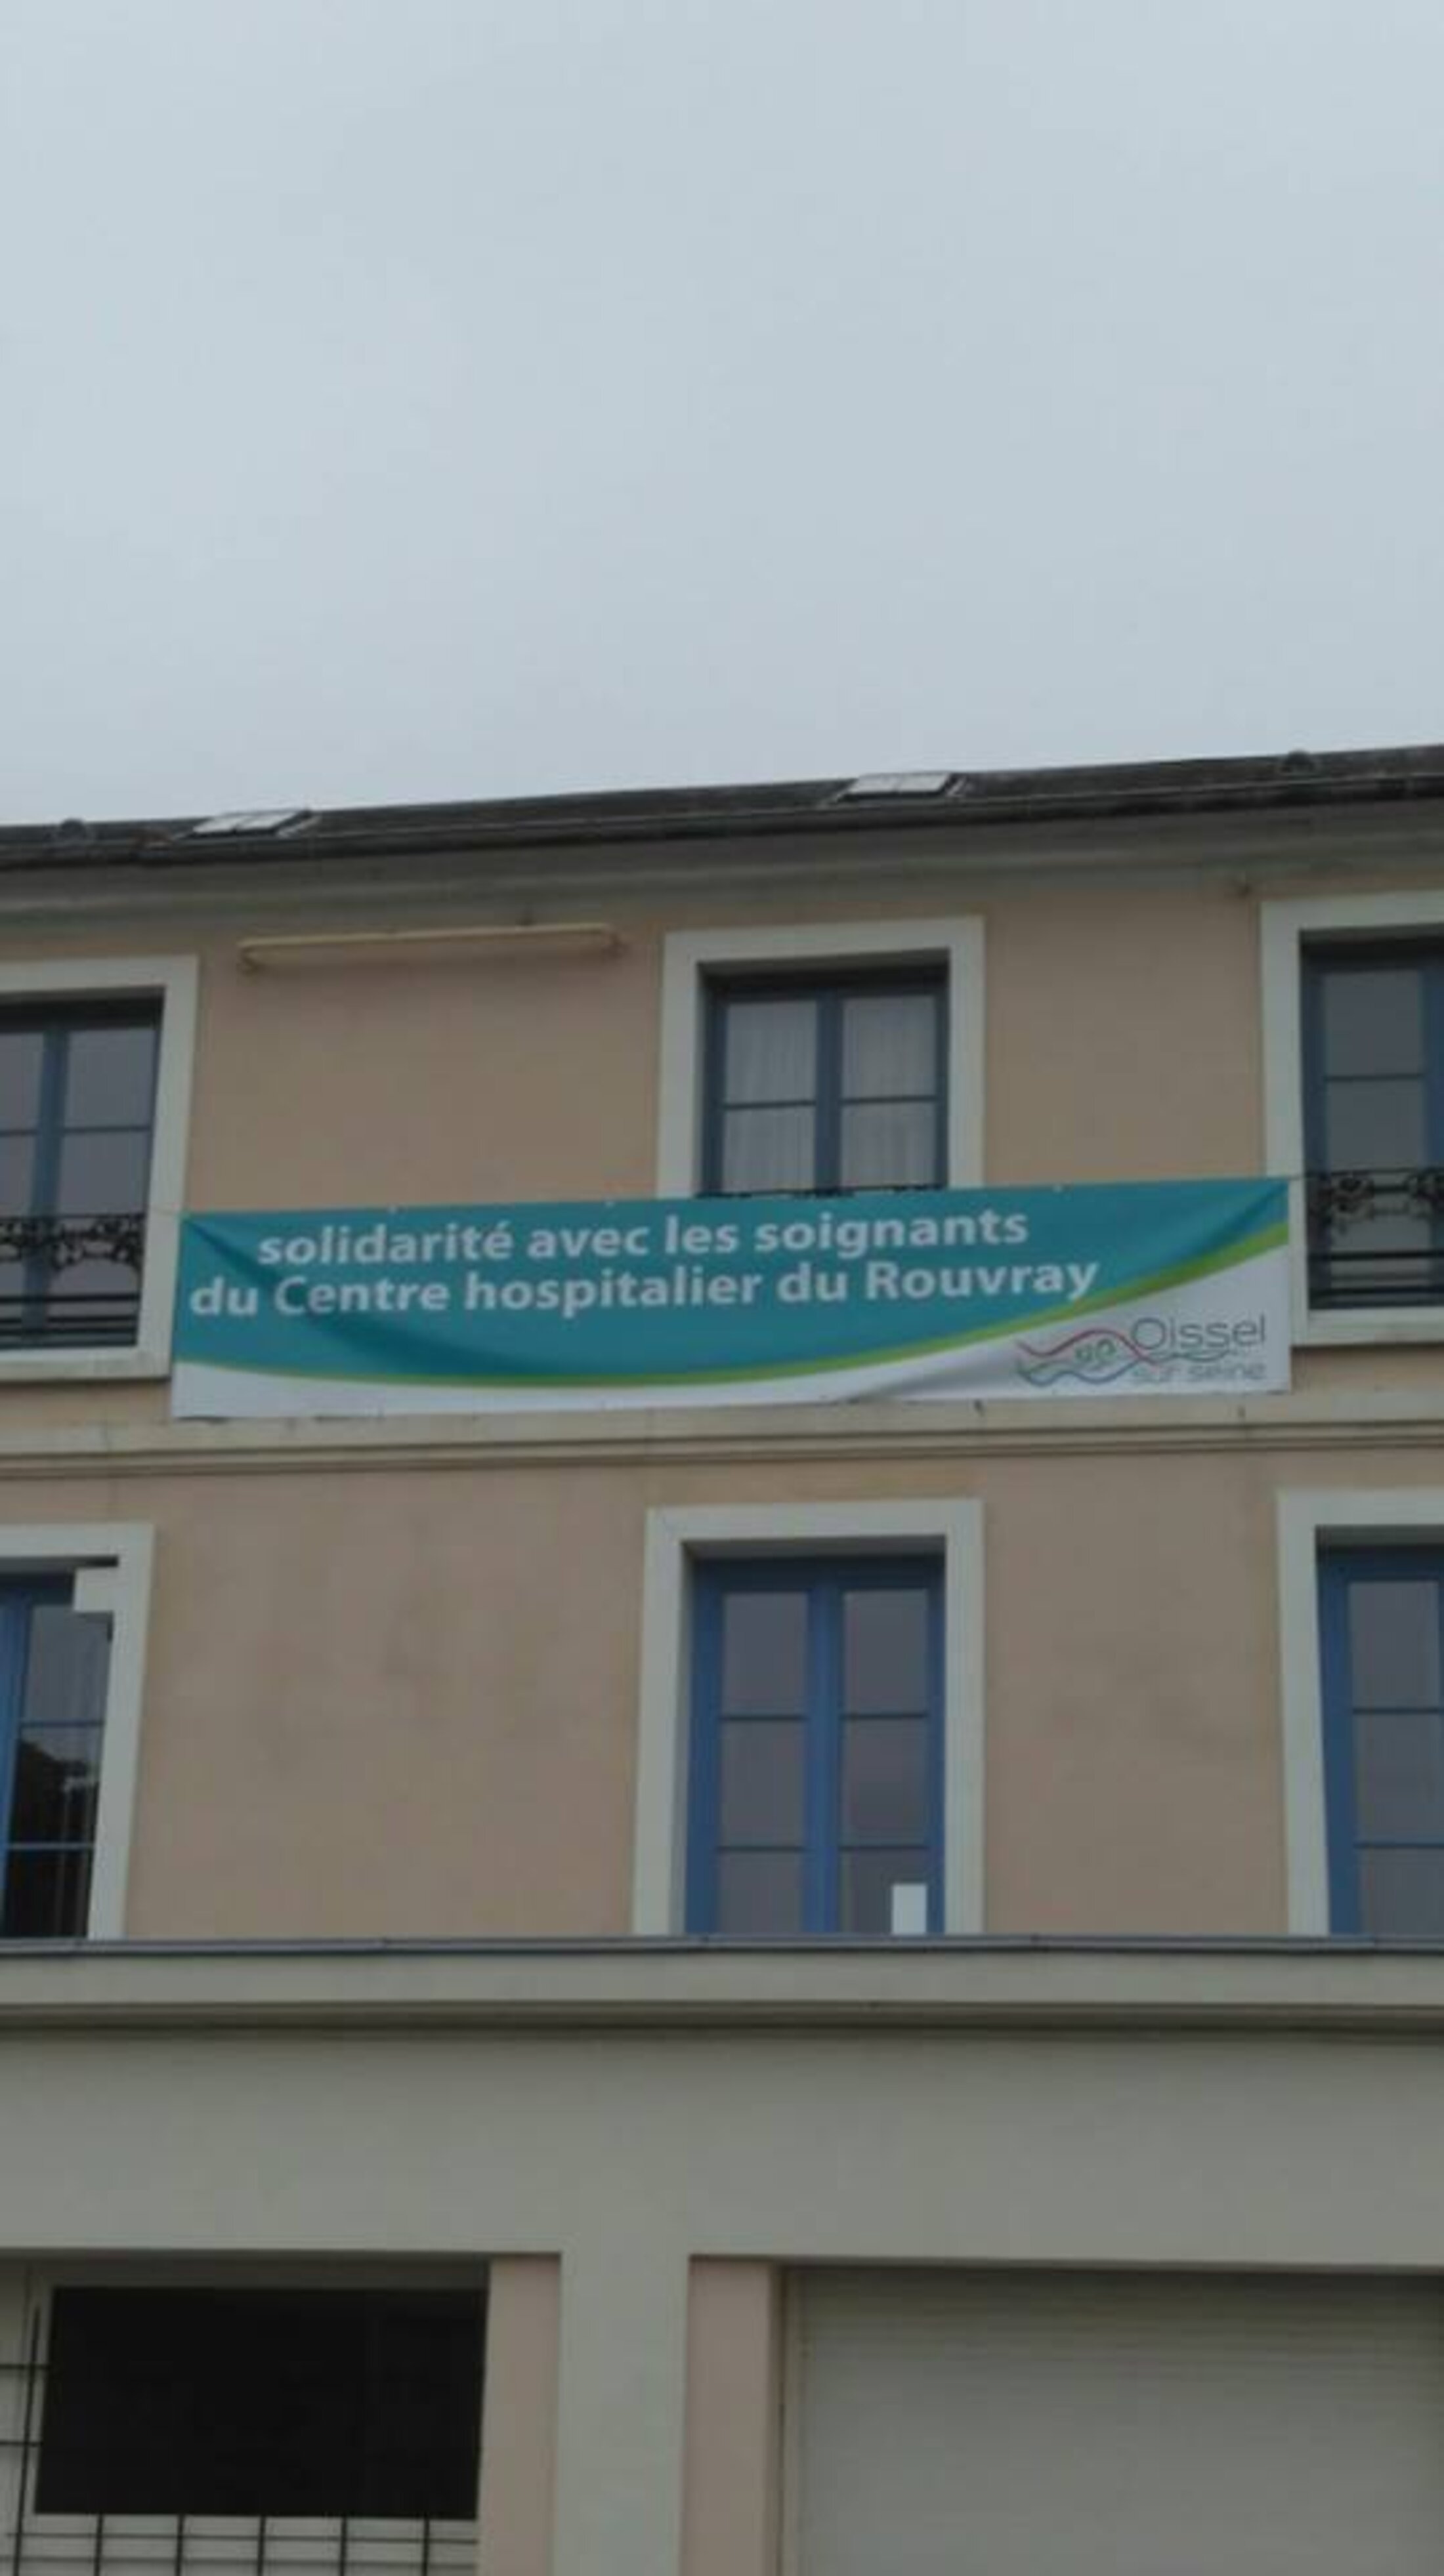 solidarité avec les soignants
du Centre hospitalier du Rouvray
Oissel
sur seine